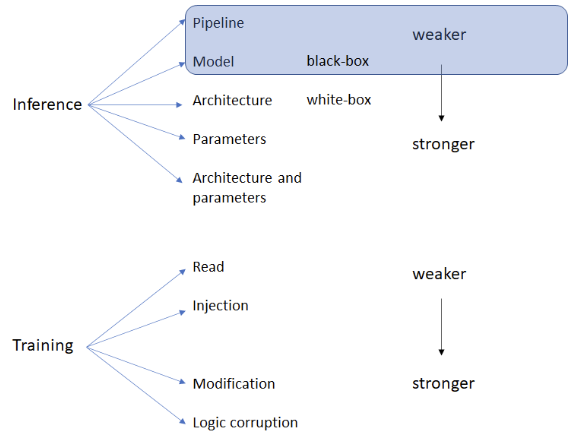 Pipeline
weaker
Model black-box
Inference
Architecture white-box
Parameters
stronger
Architecture and
parameters
Read
weaker
Injection
Training
Modification
stronger
Logic corruption